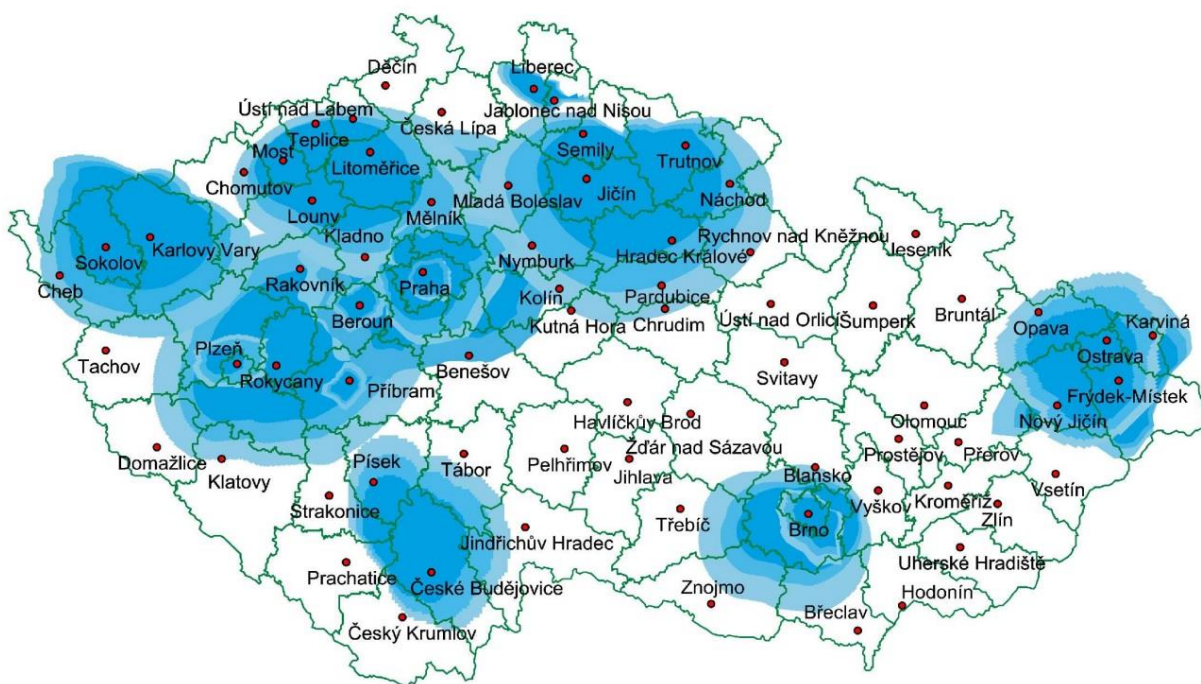 Děčín
Liberec
Ústí nad Labem
Jablonec nad Nisou
Teplice
Česká Lípa
Most
Litoměřice
Semily
Trutnov
Chomutov
Jičín
Mladá Boleslav
Náchod
Louny
Mělník
Kladno
Rychnov nad Kněžnou
Karlovy Vary
Sokolov
Nymburk
Hradec Králové
Jeseník
Cheb
Rakovník
Praha
Kolín
Pardubice
Beroun
Kutná Hora
Chrudim
Ústí nad Orlicí
Šumperk
Bruntál
Opava
Karviná
Plzeň
Ostrava
Tachov
Rokycany
Příbram
Benešov
Svitavy
Frýdek-Místek
Havlíčkův Brod
Olomouc
Nový Jičín
Domažlice
Klatovy
Písek
Tábor
Pelhřimov
Žďár nad Sázavou
Jihlava
Prostějov
Přerov
Blansko
Vsetín
Strakonice
Třebíč
Brno
Vyškov
Kroměříž
Zlín
Jindřichův Hradec
Uherské Hradiště
Prachatice
České Budějovice
Znojmo
Hodonín
Břeclav
Český Krumlov